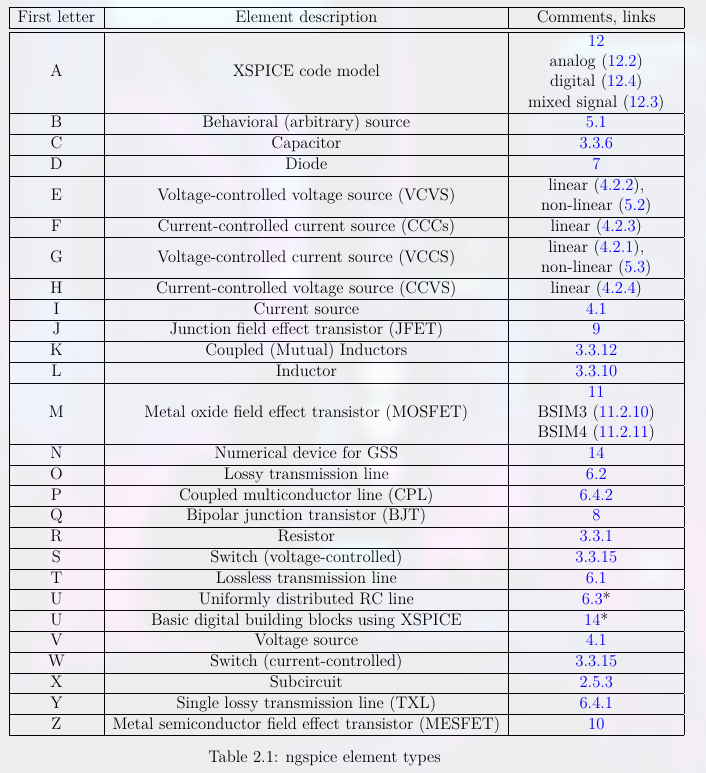 First letter Element description Comments, links
A XSPICE code model 12
analog (12.2)
digital (12.4)
mixed signal (12.3)
B Behavioral (arbitrary) source 5.1
C Capacitor 3.3.6
D Diode 7
E Voltage-controlled voltage source (VCVS) linear (4.2.2),
non-linear (5.2)
F Current-controlled current source (CCCs) linear (4.2.3)
G Voltage-controlled current source (VCCS) linear (4.2.1),
non-linear (5.3)
H Current-controlled voltage source (CCVS) linear (4.2.4)
I Current source 4.1
J Junction field effect transistor (JFET) 9
K Coupled (Mutual) Inductors 3.3.12
L Inductor 3.3.10
M Metal oxide field effect transistor (MOSFET) 11
BSIM3 (11.2.10)
BSIM4 (11.2.11)
N Numerical device for GSS 14
O Lossy transmission line 6.2
P Coupled multiconductor line (CPL) 6.4.2
Q Bipolar junction transistor (BJT) 8
R Resistor 3.3.1
S Switch (voltage-controlled) 3.3.15
T Lossless transmission line 6.1
U Uniformly distributed RC line 6.3*
U Basic digital building blocks using XSPICE 14*
V Voltage source 4.1
W Switch (current-controlled) 3.3.15
X Subcircuit 2.5.3
Y Single lossy transmission line (TXL) 6.4.1
Z Metal semiconductor field effect transistor (MESFET) 10
Table 2.1: ngspice element types